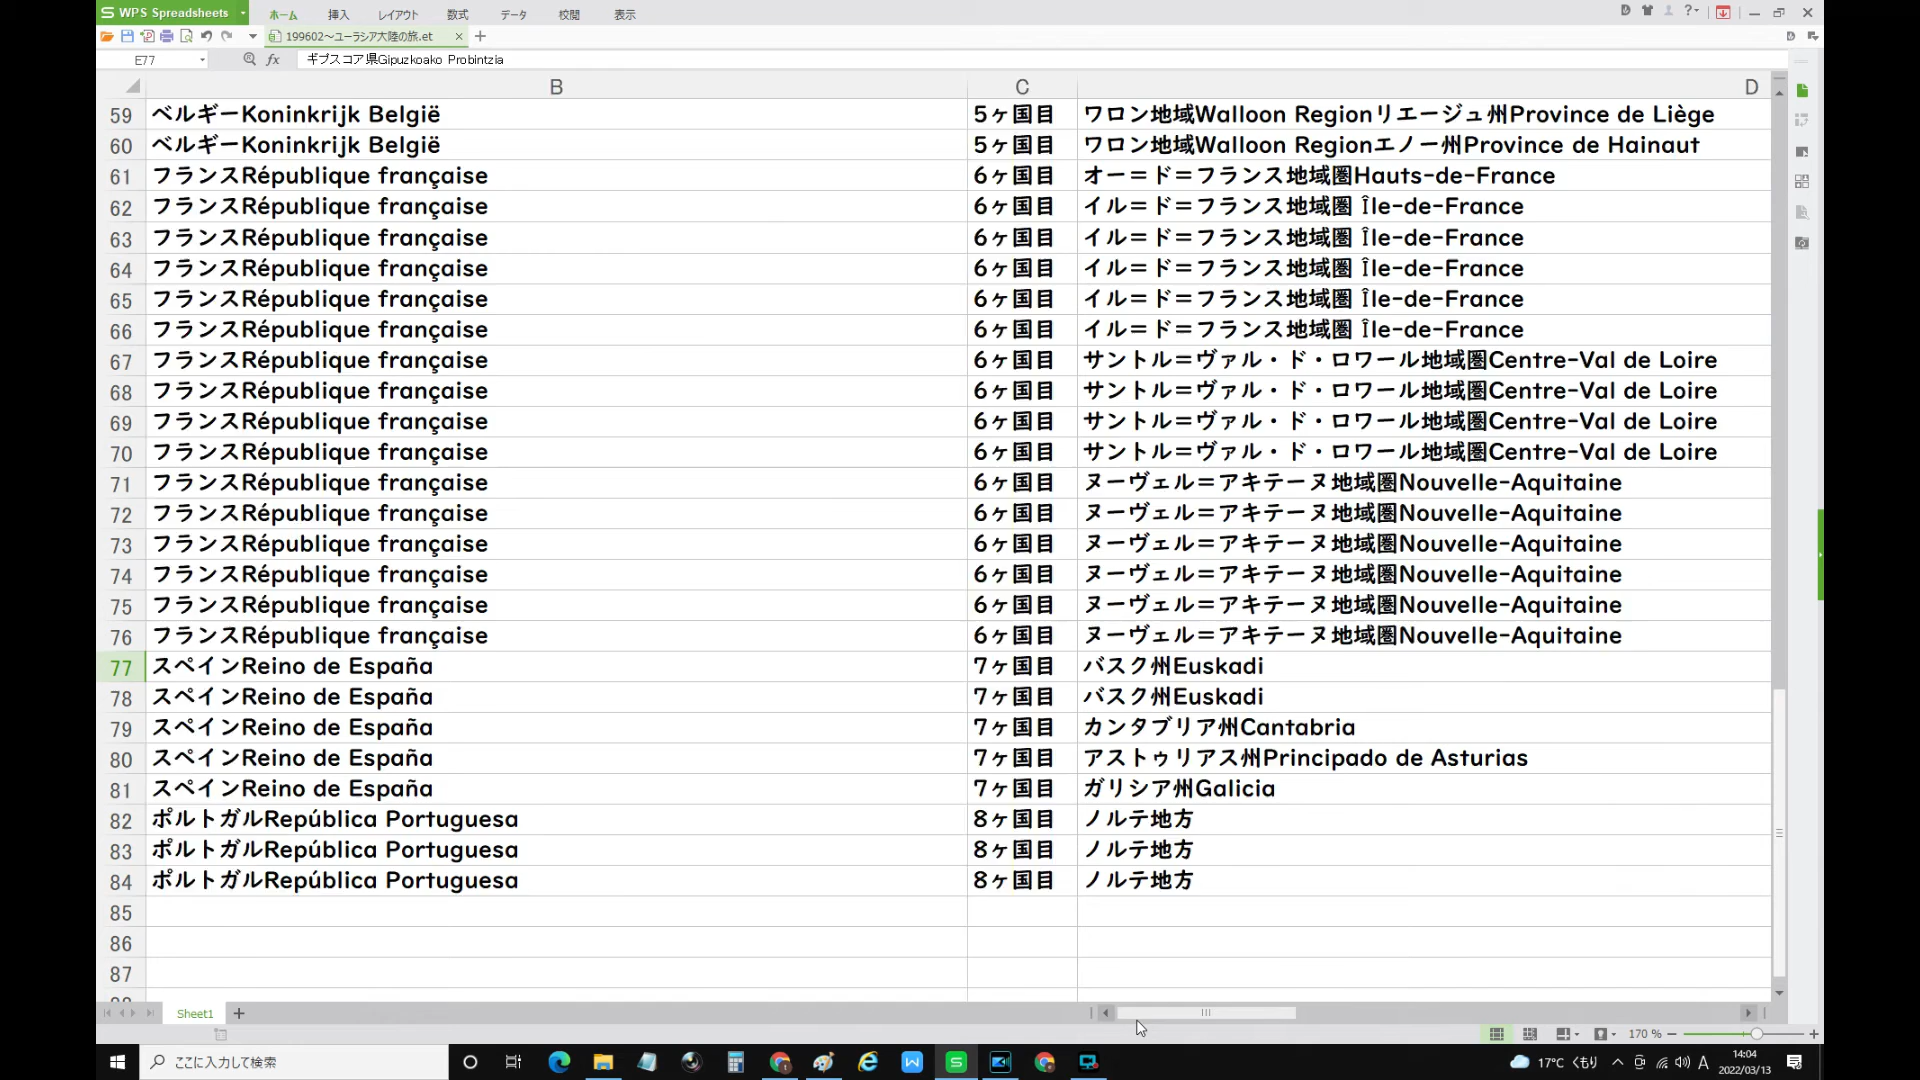 WPS Spreadsheets ホーム 挿入 レイアウト 数式 データ 校閲 表示
199602～ユーラシア大陸の旅.et
E77 fx ギプスコア県Gipuzkoako Probintzia
B C D
59 ベルギーKoninkrijk België 5ヶ国目 ワロン地域Walloon Regionリエージュ州Province de Liège
60 ベルギーKoninkrijk België 5ヶ国目 ワロン地域Walloon Regionエノー州Province de Hainaut
61 フランスRépublique française 6ヶ国目 オー＝ド＝フランス地域圏Hauts-de-France
62 フランスRépublique française 6ヶ国目 イル＝ド＝フランス地域圏 Île-de-France
63 フランスRépublique française 6ヶ国目 イル＝ド＝フランス地域圏 Île-de-France
64 フランスRépublique française 6ヶ国目 イル＝ド＝フランス地域圏 Île-de-France
65 フランスRépublique française 6ヶ国目 イル＝ド＝フランス地域圏 Île-de-France
66 フランスRépublique française 6ヶ国目 イル＝ド＝フランス地域圏 Île-de-France
67 フランスRépublique française 6ヶ国目 サントル＝ヴァル・ド・ロワール地域圏Centre-Val de Loire
68 フランスRépublique française 6ヶ国目 サントル＝ヴァル・ド・ロワール地域圏Centre-Val de Loire
69 フランスRépublique française 6ヶ国目 サントル＝ヴァル・ド・ロワール地域圏Centre-Val de Loire
70 フランスRépublique française 6ヶ国目 サントル＝ヴァル・ド・ロワール地域圏Centre-Val de Loire
71 フランスRépublique française 6ヶ国目 ヌーヴェル＝アキテーヌ地域圏Nouvelle-Aquitaine
72 フランスRépublique française 6ヶ国目 ヌーヴェル＝アキテーヌ地域圏Nouvelle-Aquitaine
73 フランスRépublique française 6ヶ国目 ヌーヴェル＝アキテーヌ地域圏Nouvelle-Aquitaine
74 フランスRépublique française 6ヶ国目 ヌーヴェル＝アキテーヌ地域圏Nouvelle-Aquitaine
75 フランスRépublique française 6ヶ国目 ヌーヴェル＝アキテーヌ地域圏Nouvelle-Aquitaine
76 フランスRépublique française 6ヶ国目 ヌーヴェル＝アキテーヌ地域圏Nouvelle-Aquitaine
77 スペインReino de España 7ヶ国目 バスク州Euskadi
78 スペインReino de España 7ヶ国目 バスク州Euskadi
79 スペインReino de España 7ヶ国目 カンタブリア州Cantabria
80 スペインReino de España 7ヶ国目 アストゥリアス州Principado de Asturias
81 スペインReino de España 7ヶ国目 ガリシア州Galicia
82 ポルトガルRepública Portuguesa 8ヶ国目 ノルテ地方
83 ポルトガルRepública Portuguesa 8ヶ国目 ノルテ地方
84 ポルトガルRepública Portuguesa 8ヶ国目 ノルテ地方
85
86
87
Sheet1
170 %
ここに入力して検索 17°C くもり A 14:04
2022/03/13